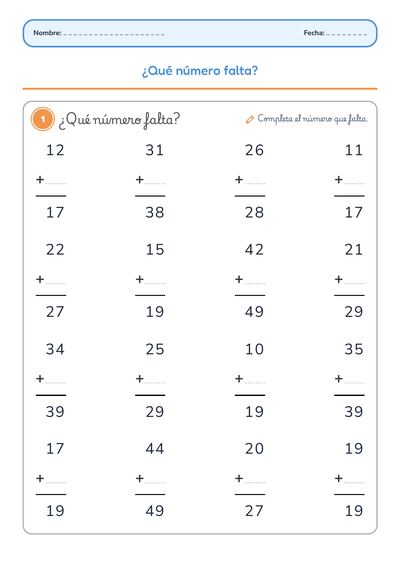 Nombre: Fecha:
¿Qué número falta?
1 ¿Qué número falta? Completa el número que falta.
12 31 26 11
+ + + +
17 38 28 17
22 15 42 21
+ + + +
27 19 49 29
34 25 10 35
+ + + +
39 29 19 39
17 44 20 19
+ + + +
19 49 27 19